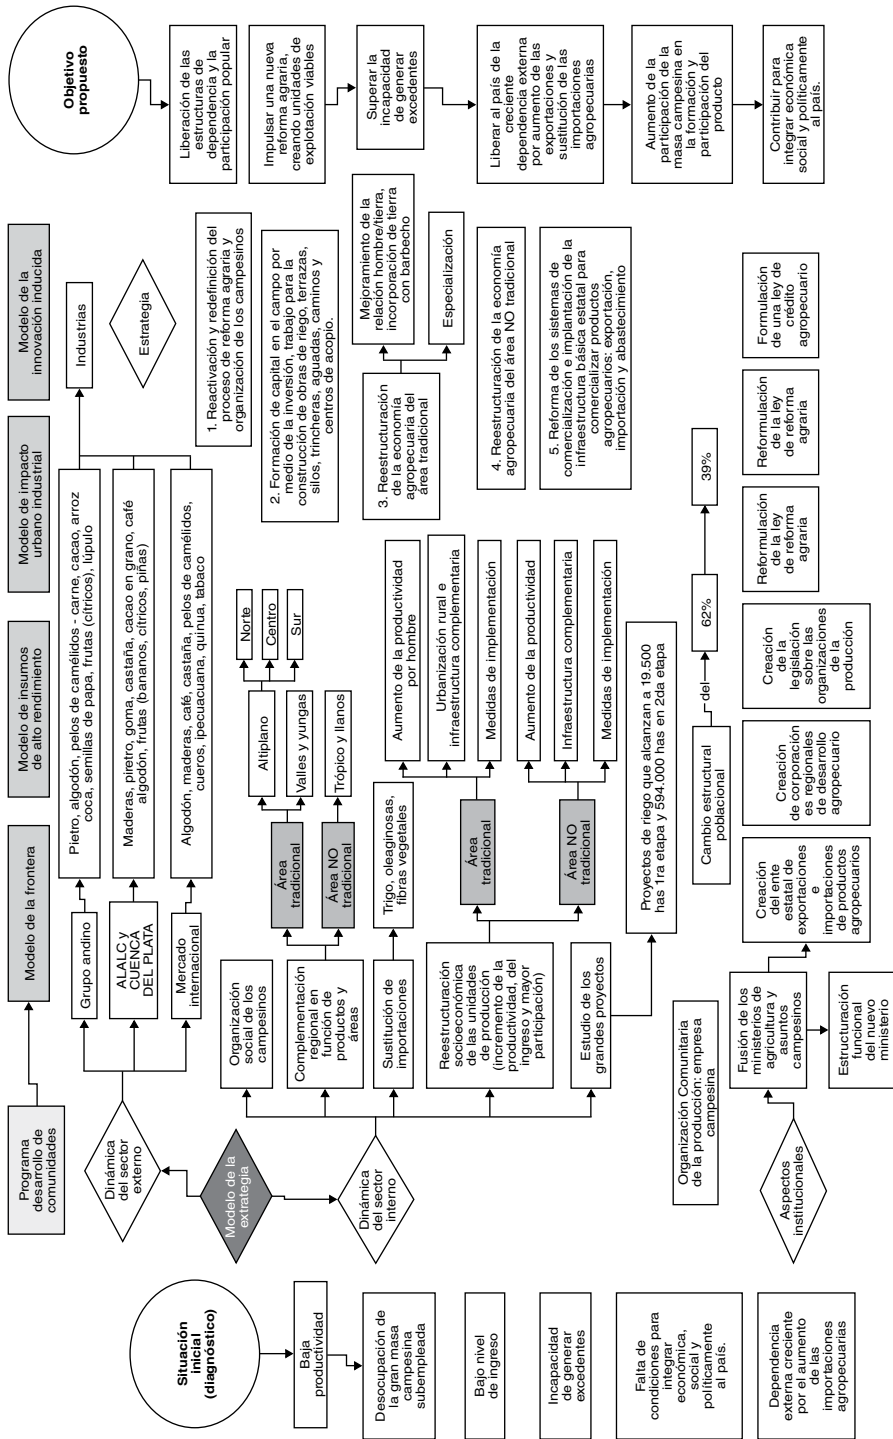 Situación
inicial
(diagnóstico)
Baja
productividad
Desocupación de
la gran masa
campesina
subempleada
Bajo nivel
de ingreso
Incapacidad
de generar
excedentes
Falta de
condiciones para
integrar
económica,
social y
políticamente
al país.
Dependencia
externa creciente
por el aumento
de las
importaciones
agropecuarias
Programa
desarrollo de
comunidades
Modelo de la frontera
Modelo de insumos
de alto rendimiento
Modelo de impacto
urbano industrial
Modelo de la
innovación inducida
Dinámica
del sector
externo
Modelo de la
extrategia
Dinámica
del sector
interno
Grupo andino
ALALC y
CUENCA
DEL PLATA
Mercado
internacional
Pietro, algodón, pelos de camélidos - carne, cacao, arroz
coca, semillas de papa, frutas (cítricos), lúpulo
Maderas, piretro, goma, castaña, cacao en grano, café
algodón, frutas (bananos, cítricos, piñas)
Algodón, maderas, café, castaña, pelos de camélidos,
cueros, ipecuacuana, quinua, tabaco
Industrias
Estrategia
Organización
social de los
campesinos
Complementación
regional en
función de
productos y
áreas
Sustitución de
importaciones
Reestructuración
socioeconómica
de las unidades
de producción
(incremento de la
productividad, del
ingreso y mayor
participación)
Estudio de los
grandes proyectos
Área
tradicional
Área NO
tradicional
Altiplano
Valles y yungas
Trópico y llanos
Norte
Centro
Sur
Trigo, oleaginosas,
fibras vegetales
Área
tradicional
Área NO
tradicional
Aumento de la productividad
por hombre
Urbanización rural e
infraestructura complementaria
Medidas de implementación
Aumento de la productividad
Infraestructura complementaria
Medidas de implementación
Proyectos de riego que alcanzan a 19.500
has 1ra etapa y 594.000 has en 2da etapa
1. Reactivación y redefinición del
proceso de reforma agraria y
organización de los campesinos
2. Formación de capital en el campo por
medio de la inversión, trabajo para la
construcción de obras de riego, terrazas,
silos, trincheras, aguadas, caminos y
centros de acopio.
3. Reestructuración
de la economía
agropecuaria del
área tradicional
Mejoramiento de la
relación hombre/tierra,
incorporación de tierra
con barbecho
Especialización
4. Reestructuración de la economía
agropecuaria del área NO tradicional
5. Reforma de los sistemas de
comercialización e implantación de la
infraestructura básica estatal para
comercializar productos
agropecuarios: exportación,
importación y abastecimiento
Organización Comunitaria
de la producción: empresa
campesina
Cambio estructural
poblacional
del
62%
39%
Aspectos
institucionales
Fusión de los
ministerios de
agricultura y
asuntos
campesinos
Estructuración
funcional
del nuevo
ministerio
Creación del ente
estatal de
exportaciones
e
importaciones
de productos
agropecuarios
Creación
de corporacion
es regionales
de desarrollo
agropecuario
Creación
de la
legislación
sobre las
organizaciones
de la
producción
Reformulación
de la ley
de reforma
agraria
Reformulación
de la ley
de reforma
agraria
Formulación
de una ley de
crédito
agropecuario
Objetivo
propuesto
Liberación de las
estructuras de
dependencia y la
participación popular
Impulsar una nueva
reforma agraria,
creando unidades de
explotación viables
Superar la
incapacidad
de generar
excedentes
Liberar al país de la
creciente
dependencia externa
por aumento de las
exportaciones y
sustitución de las
importaciones
agropecuarias
Aumento de la
participación de la
masa campesina en
la formación y
participación del
producto
Contribuir para
integrar económica
social y políticamente
al país.